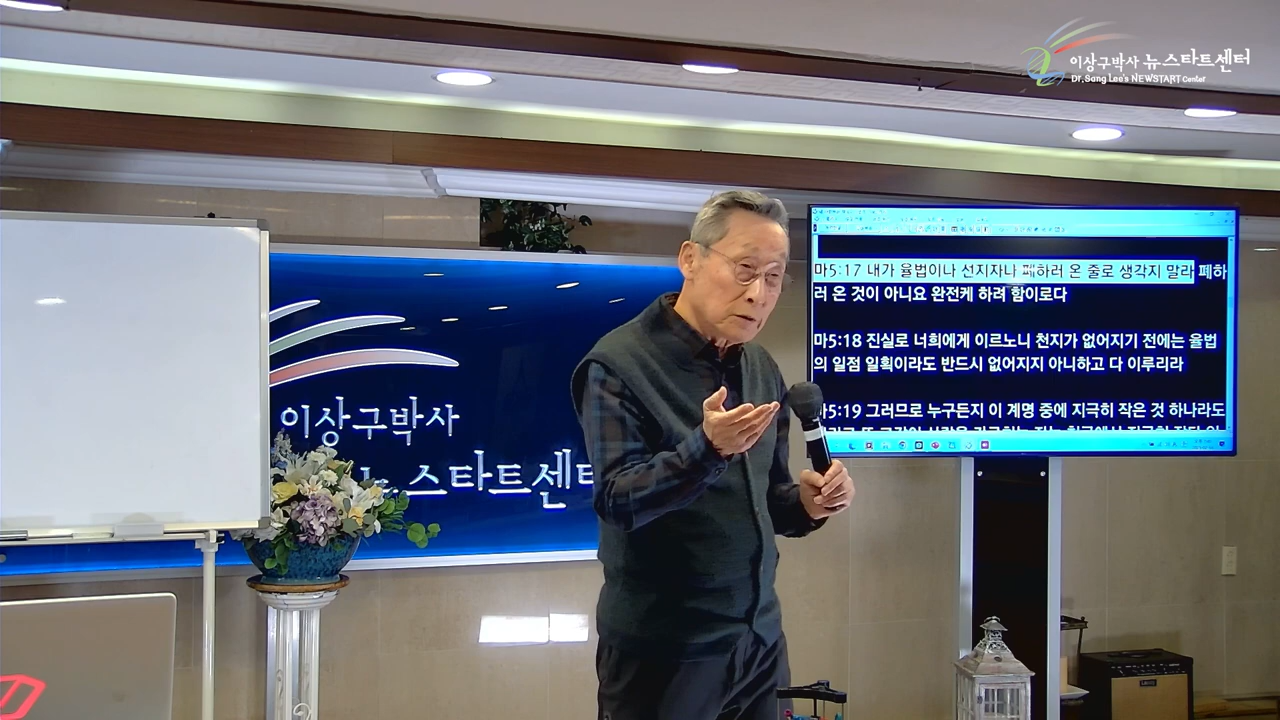 이상구박사 뉴스타트센터
Dr. Sang Lee's NEWSTART Center
마5:17 내가 율법이나 선지자나 폐하러 온 줄로 생각지 말라 폐하
러 온 것이 아니요 완전케 하려 함이로다
마5:18 진실로 너희에게 이르노니 천지가 없어지기 전에는 율법
의 일점 일획이라도 반드시 없어지지 아니하고 다 이루리라
마5:19 그러므로 누구든지 이 계명 중에 지극히 작은 것 하나라도
이상구박사
스타트센터